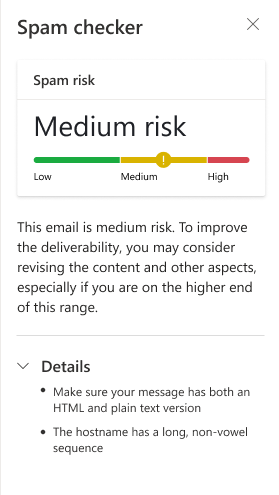 Spam checker
Spam risk
Medium risk
!
Low Medium High
This email is medium risk. To improve
the deliverability, you may consider
revising the content and other aspects,
especially if you are on the higher end
of this range.
Details
• Make sure your message has both an
HTML and plain text version
• The hostname has a long, non-vowel
sequence